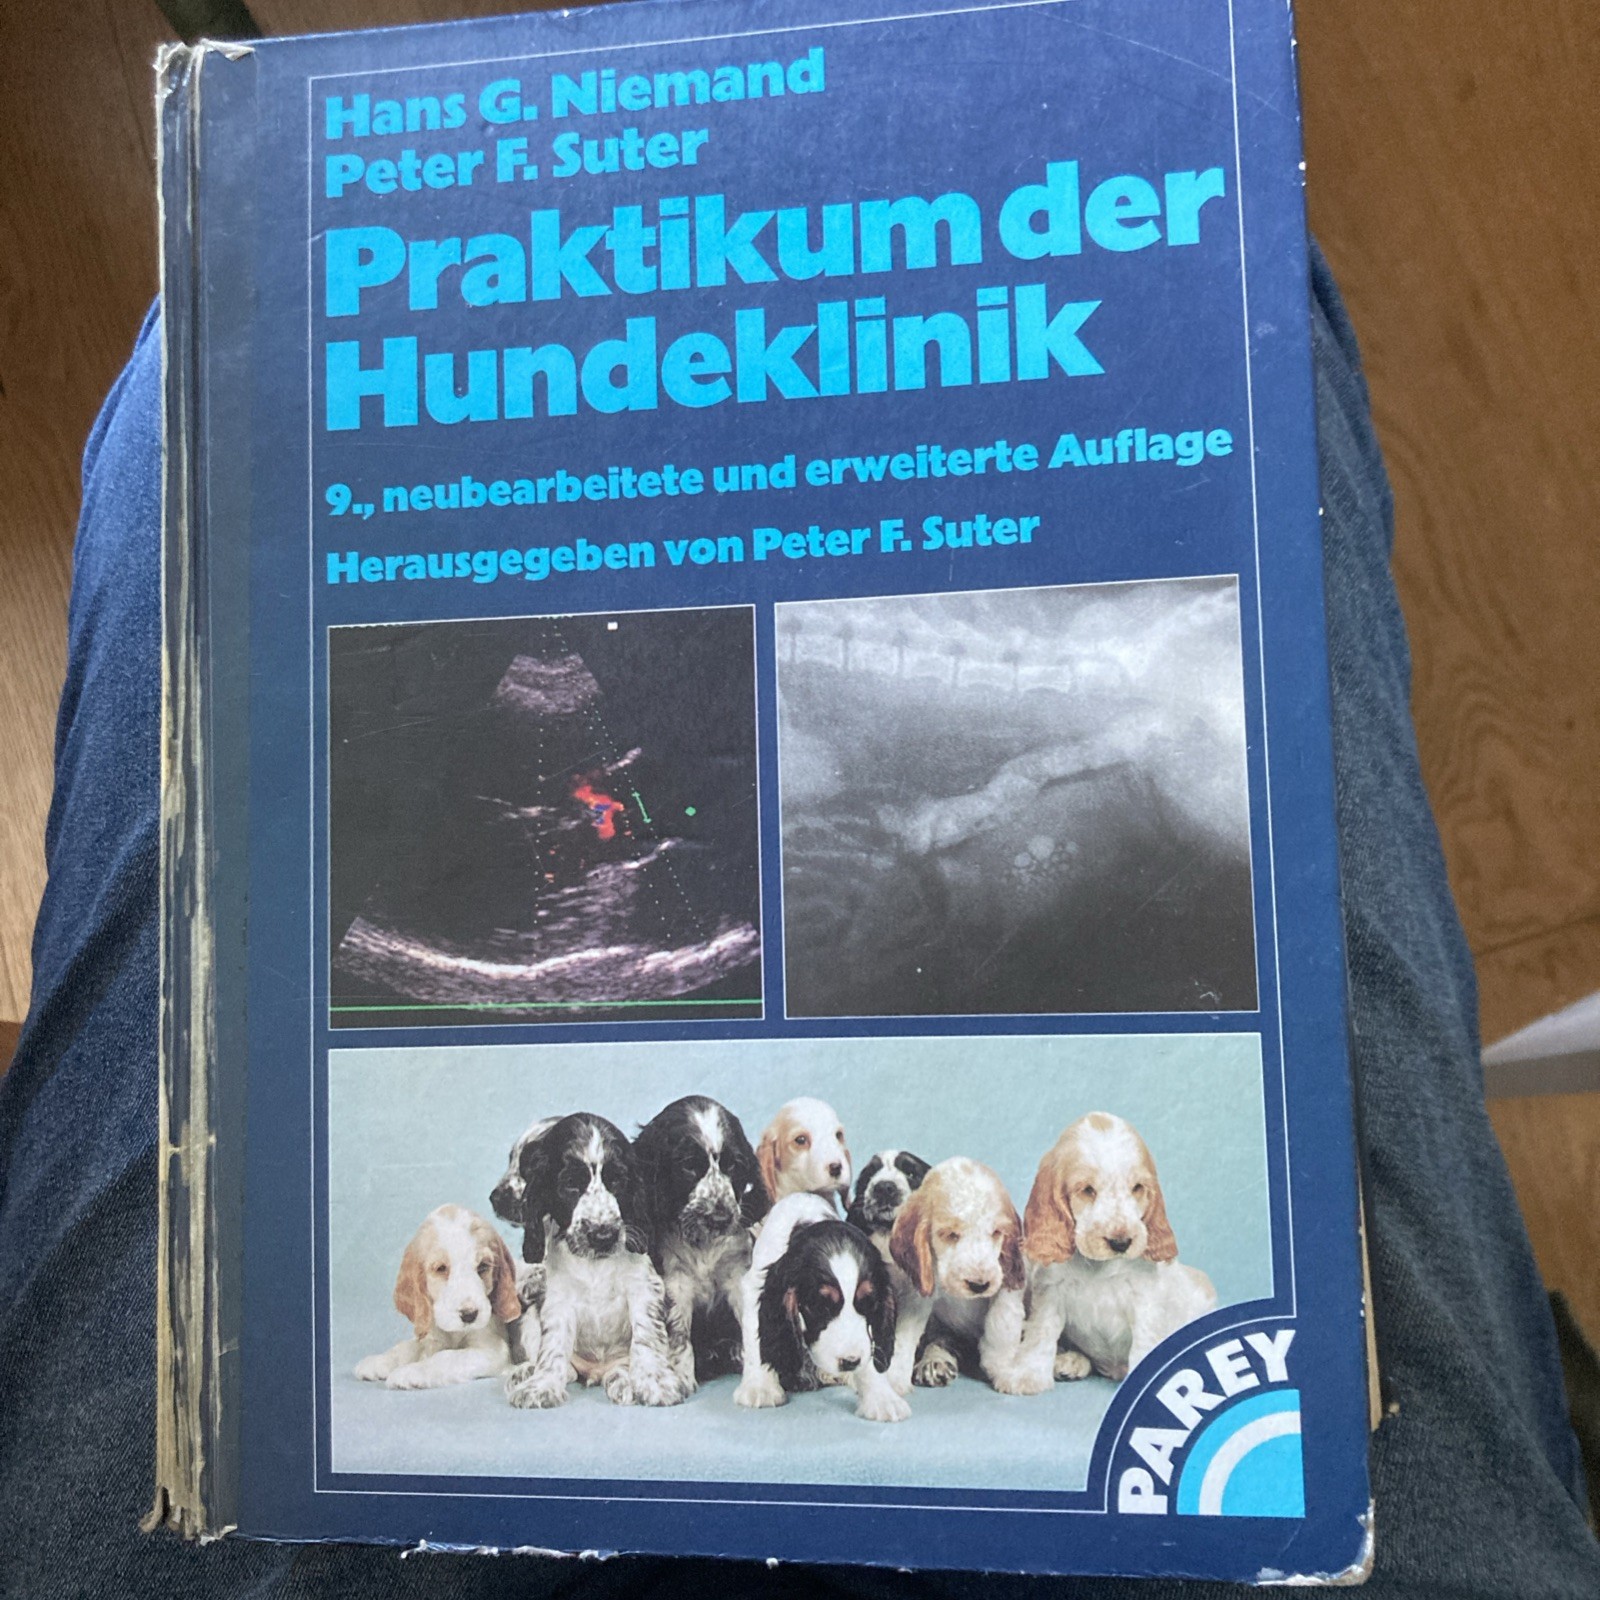 Hans G. Niemand
Peter F. Suter
Praktikum der
Hundeklinik
9., neubearbeitete und erweiterte Auflage
Herausgegeben von Peter F. Suter
PAREY